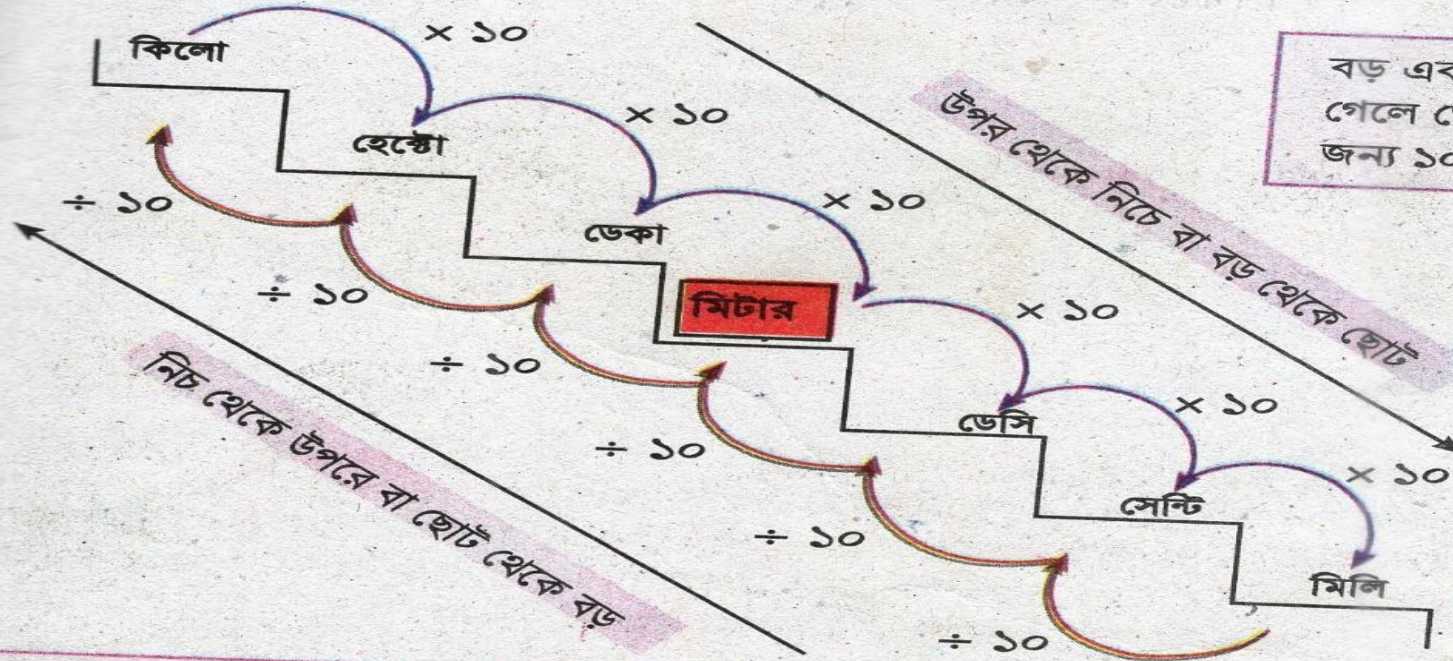 কিলো
× ১০
হেক্টো
× ১০
ডেকা
× ১০
মিটার
× ১০
ডেসি
× ১০
সেন্টি
× ১০
মিলি
÷ ১০
÷ ১০
÷ ১০
÷ ১০
÷ ১০
÷ ১০
উপর থেকে নিচে বা বড় থেকে ছোট
নিচ থেকে উপরে বা ছোট থেকে বড়
বড়
গেলে
জন্য ১০